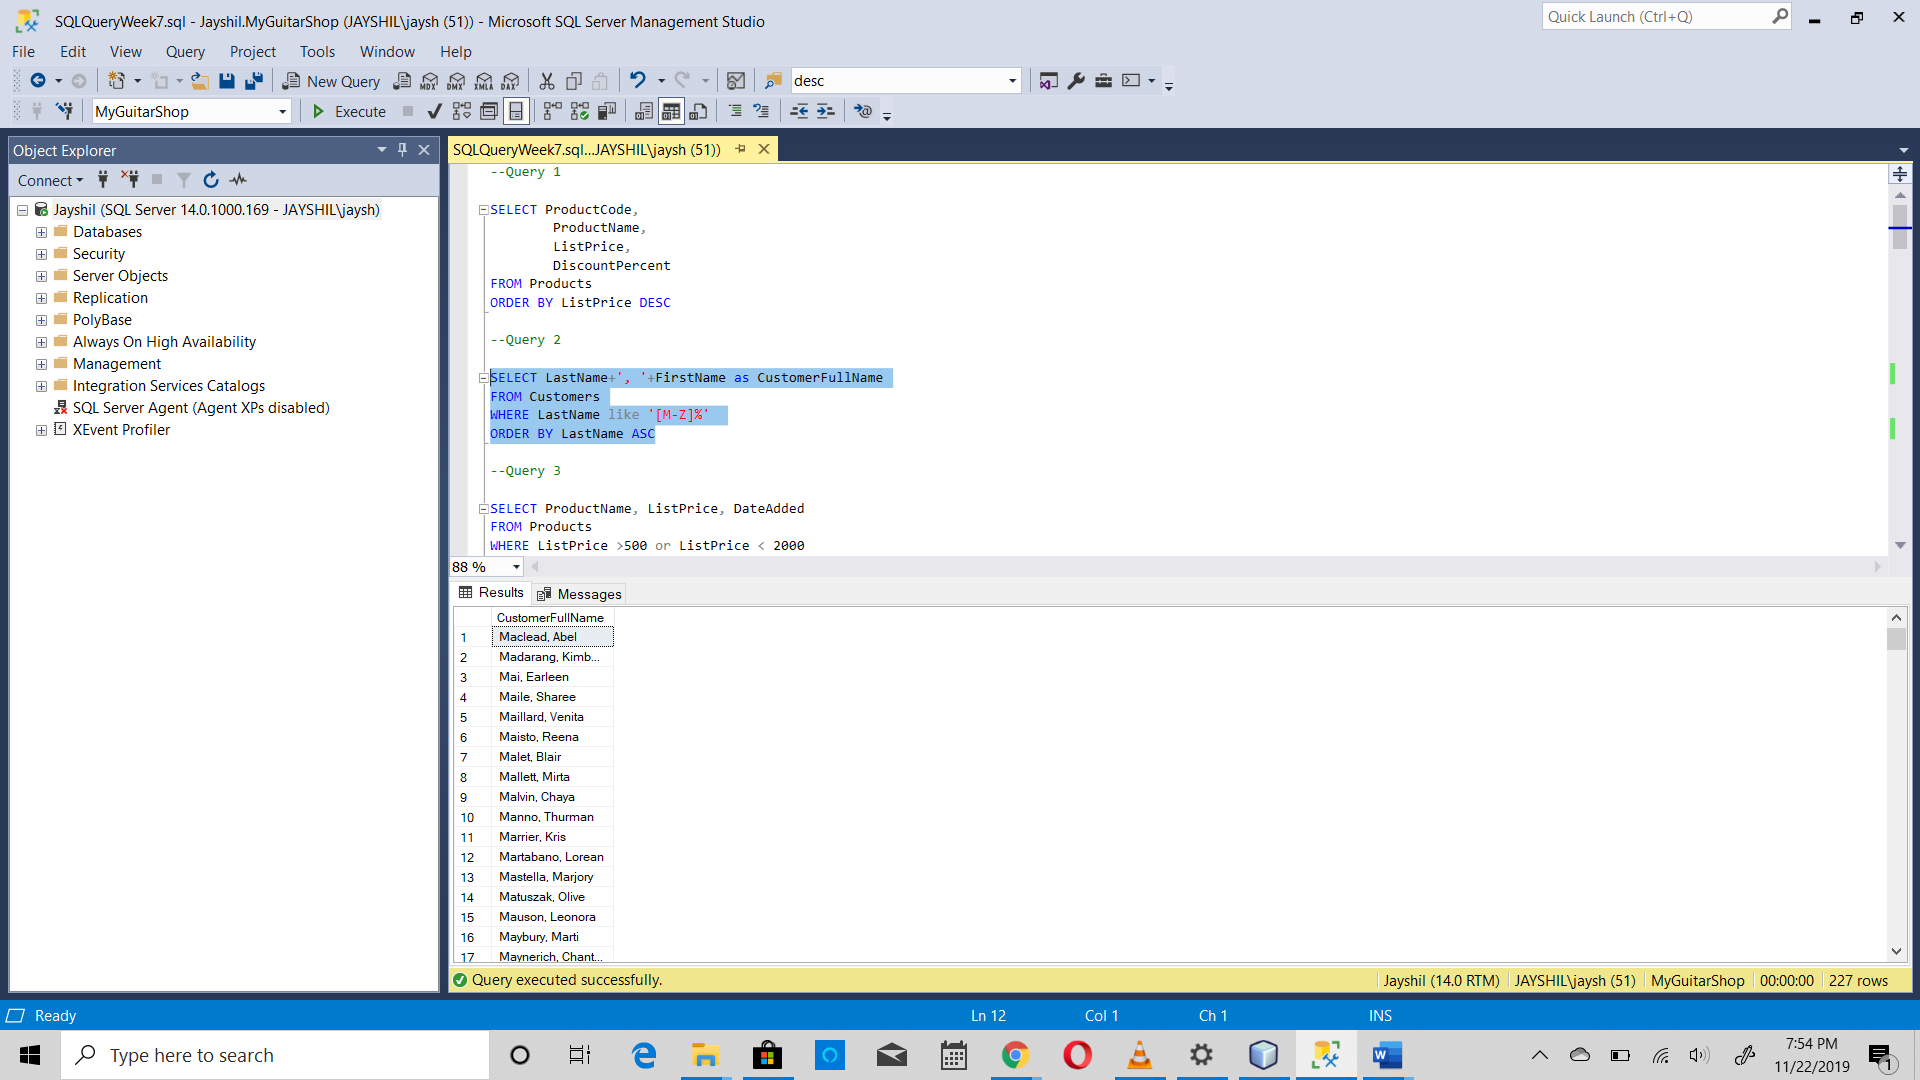 SQLQueryWeek7.sql - Jayshil.MyGuitarShop (JAYSHIL\jaysh (51)) - Microsoft SQL Server Management Studio
Quick Launch (Ctrl+Q)
File Edit View Query Project Tools Window Help
New Query MDX DMX XMLA DAX desc
MyGuitarShop Execute
Object Explorer
Connect
Jayshil (SQL Server 14.0.1000.169 - JAYSHIL\jaysh)
Databases
Security
Server Objects
Replication
PolyBase
Always On High Availability
Management
Integration Services Catalogs
SQL Server Agent (Agent XPs disabled)
XEvent Profiler
SQLQueryWeek7.sql...JAYSHIL\jaysh (51))
--Query 1
SELECT ProductCode,
ProductName,
ListPrice,
DiscountPercent
FROM Products
ORDER BY ListPrice DESC
--Query 2
SELECT LastName+', '+FirstName as CustomerFullName
FROM Customers
WHERE LastName like '[M-Z]%'
ORDER BY LastName ASC
--Query 3
SELECT ProductName, ListPrice, DateAdded
FROM Products
WHERE ListPrice >500 or ListPrice < 2000
88 %
Results Messages
CustomerFullName
1 Maclead, Abel
2 Madarang, Kimb...
3 Mai, Earleen
4 Maile, Sharee
5 Maillard, Venita
6 Maisto, Reena
7 Malet, Blair
8 Mallett, Mirta
9 Malvin, Chaya
10 Manno, Thurman
11 Marrier, Kris
12 Martabano, Lorean
13 Mastella, Marjory
14 Matuszak, Olive
15 Mauson, Leonora
16 Maybury, Marti
17 Maynerich, Chant...
Query executed successfully.
Jayshil (14.0 RTM) JAYSHIL\jaysh (51) MyGuitarShop 00:00:00 227 rows
Ready Ln 12 Col 1 Ch 1 INS
Type here to search
7:54 PM
11/22/2019
1